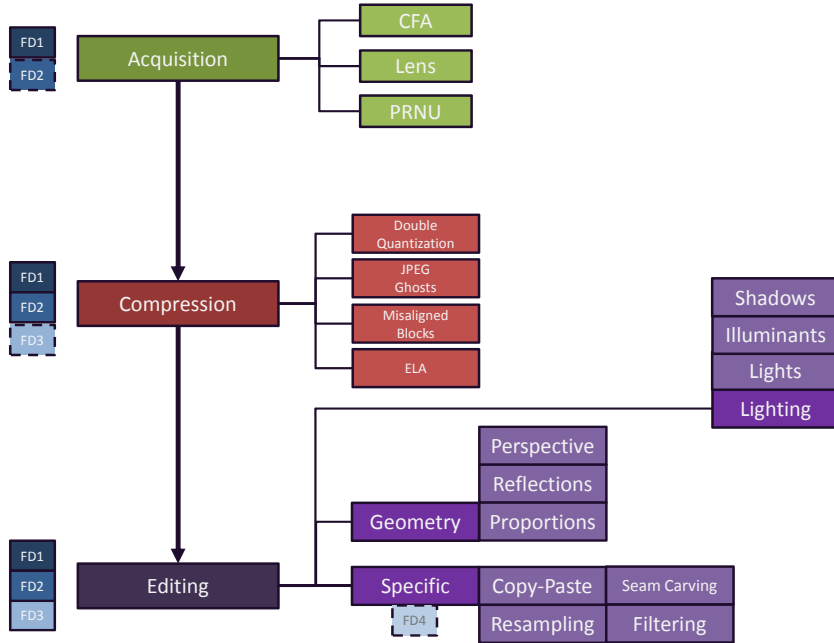 FD1
FD2
Acquisition
CFA
Lens
PRNU
FD1
FD2
FD3
Compression
Double
Quantization
JPEG
Ghosts
Misaligned
Blocks
ELA
Shadows
Illuminants
Lights
Lighting
Perspective
Reflections
Geometry
Proportions
FD1
FD2
FD3
Editing
Specific
Copy-Paste
Seam Carving
FD4
Resampling
Filtering